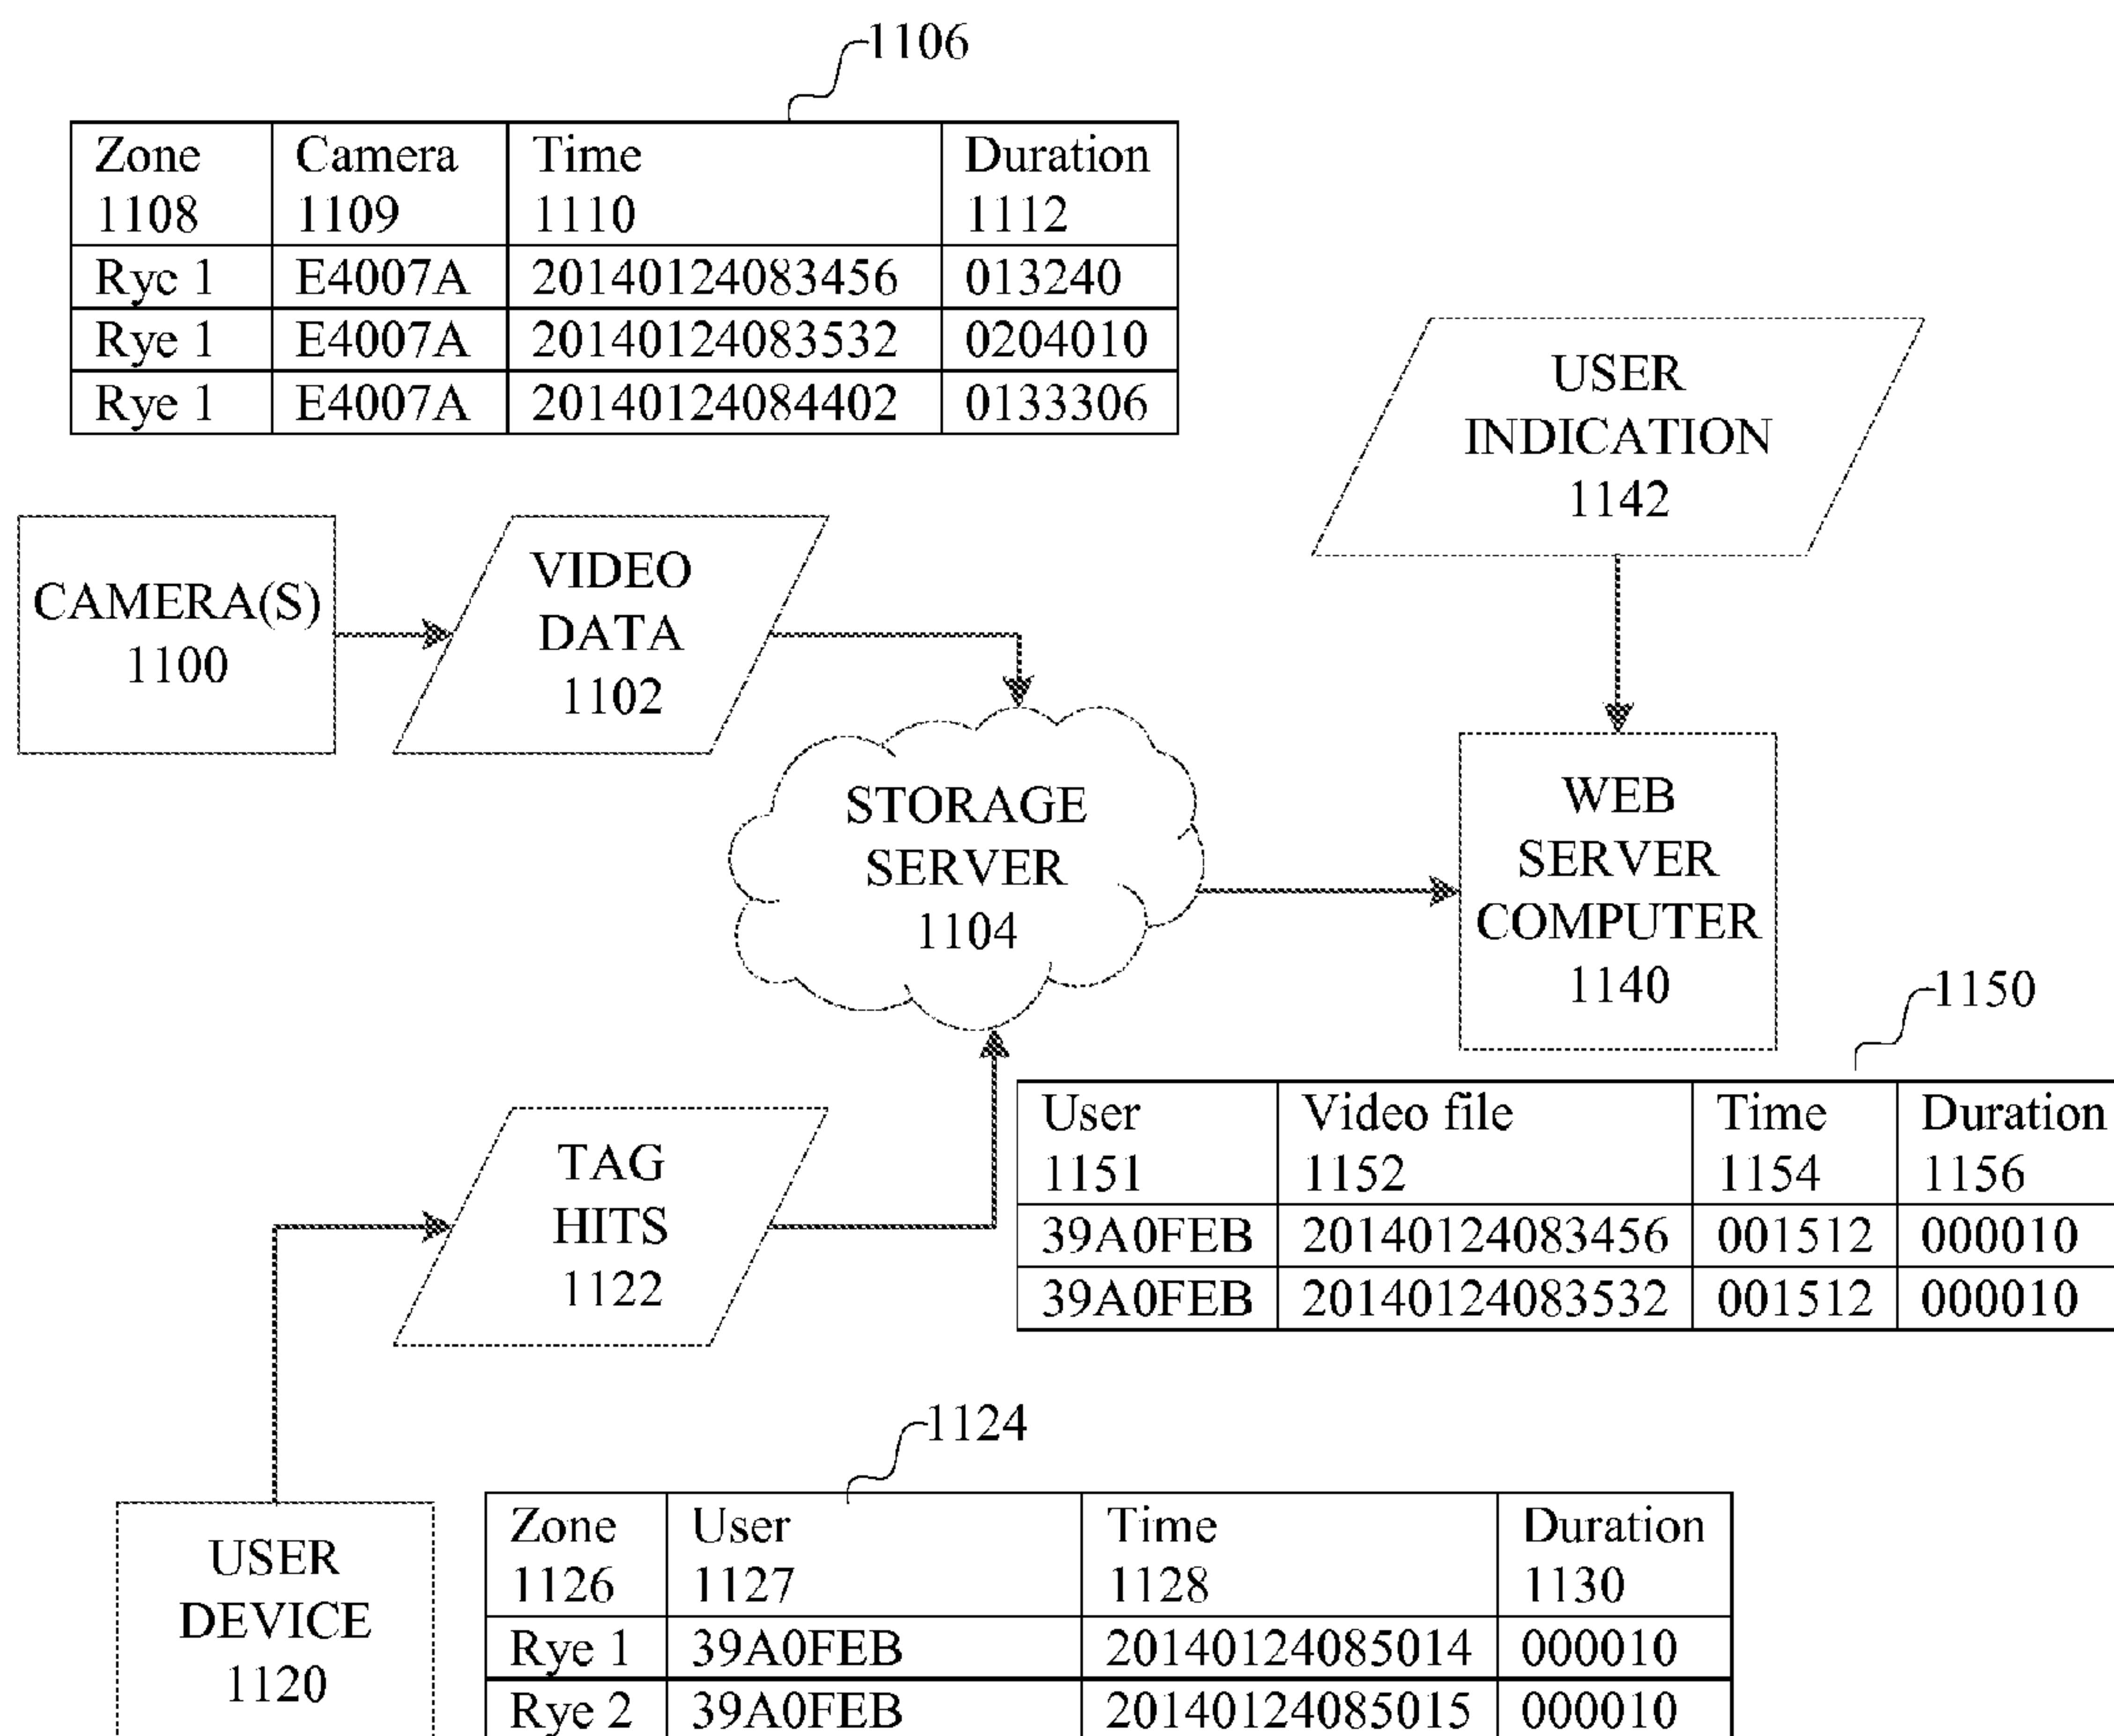 1106
Zone Camera Time Duration
1108 1109 1110 1112
Rye 1 E4007A 20140124083456 013240
Rye 1 E4007A 20140124083532 0204010
Rye 1 E4007A 20140124084402 0133306
USER
INDICATION
1142
CAMERA(S)
1100
VIDEO
DATA
1102
STORAGE
SERVER
1104
WEB
SERVER
COMPUTER
1140
1150
User Video file Time Duration
1151 1152 1154 1156
39A0FEB 20140124083456 001512 000010
39A0FEB 20140124083532 001512 000010
TAG
HITS
1122
1124
USER
DEVICE
1120
Zone User Time Duration
1126 1127 1128 1130
Rye 1 39A0FEB 20140124085014 000010
Rye 2 39A0FEB 20140124085015 000010